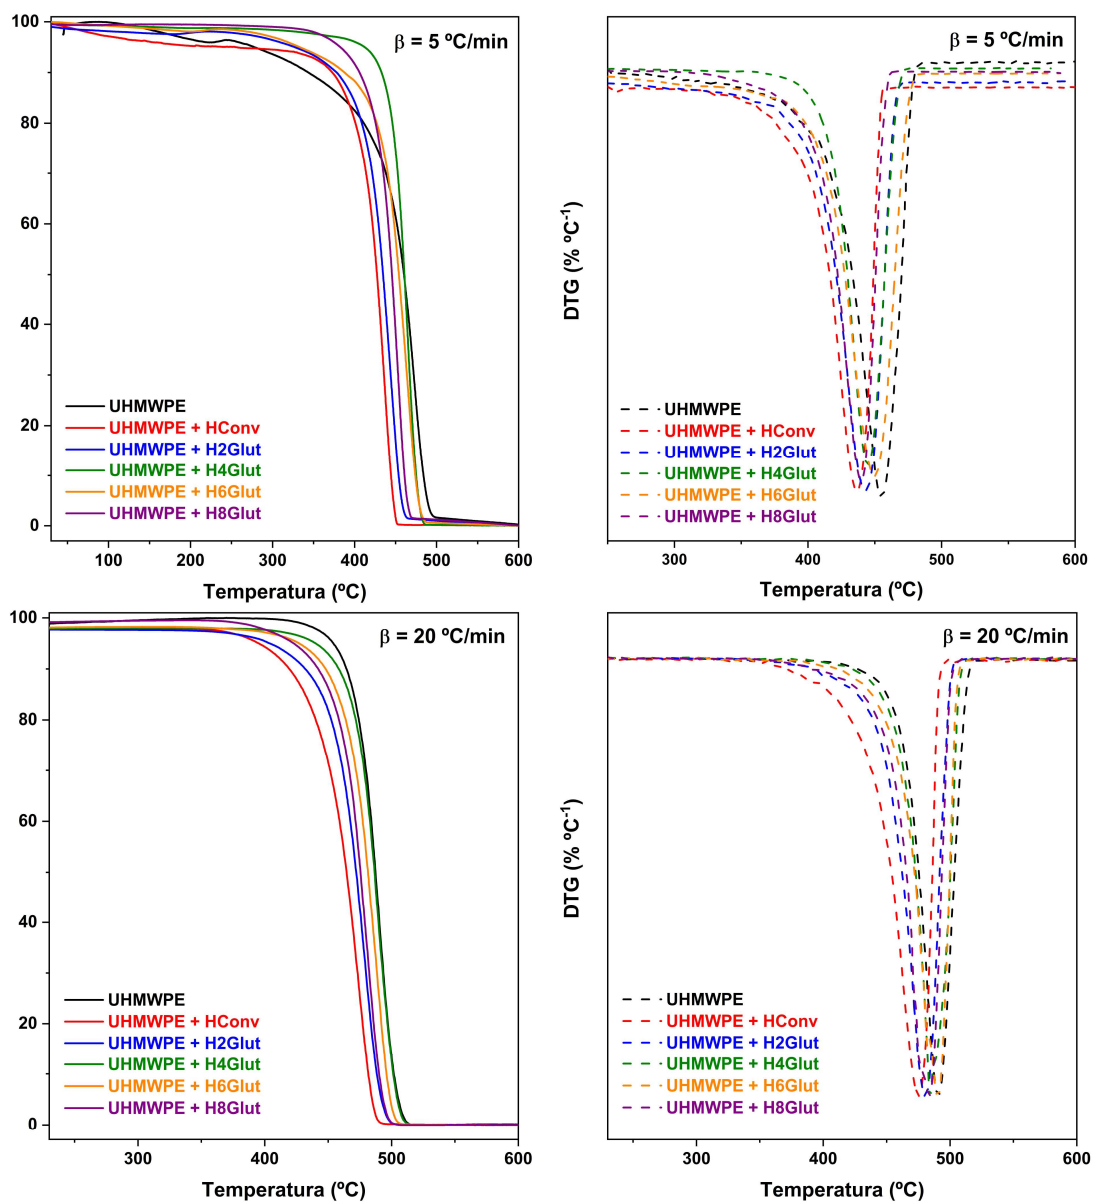 100
80
60
40
20
0
β = 5 ºC/min
UHMWPE
UHMWPE + HConv
UHMWPE + H2Glut
UHMWPE + H4Glut
UHMWPE + H6Glut
UHMWPE + H8Glut
100 200 300 400 500 600
Temperatura (ºC)
DTG (% ºC⁻¹)
β = 5 ºC/min
UHMWPE
UHMWPE + HConv
UHMWPE + H2Glut
UHMWPE + H4Glut
UHMWPE + H6Glut
UHMWPE + H8Glut
300 400 500 600
Temperatura (ºC)
100
80
60
40
20
0
β = 20 ºC/min
UHMWPE
UHMWPE + HConv
UHMWPE + H2Glut
UHMWPE + H4Glut
UHMWPE + H6Glut
UHMWPE + H8Glut
300 400 500 600
Temperatura (ºC)
DTG (% ºC⁻¹)
β = 20 ºC/min
UHMWPE
UHMWPE + HConv
UHMWPE + H2Glut
UHMWPE + H4Glut
UHMWPE + H6Glut
UHMWPE + H8Glut
300 400 500 600
Temperatura (ºC)